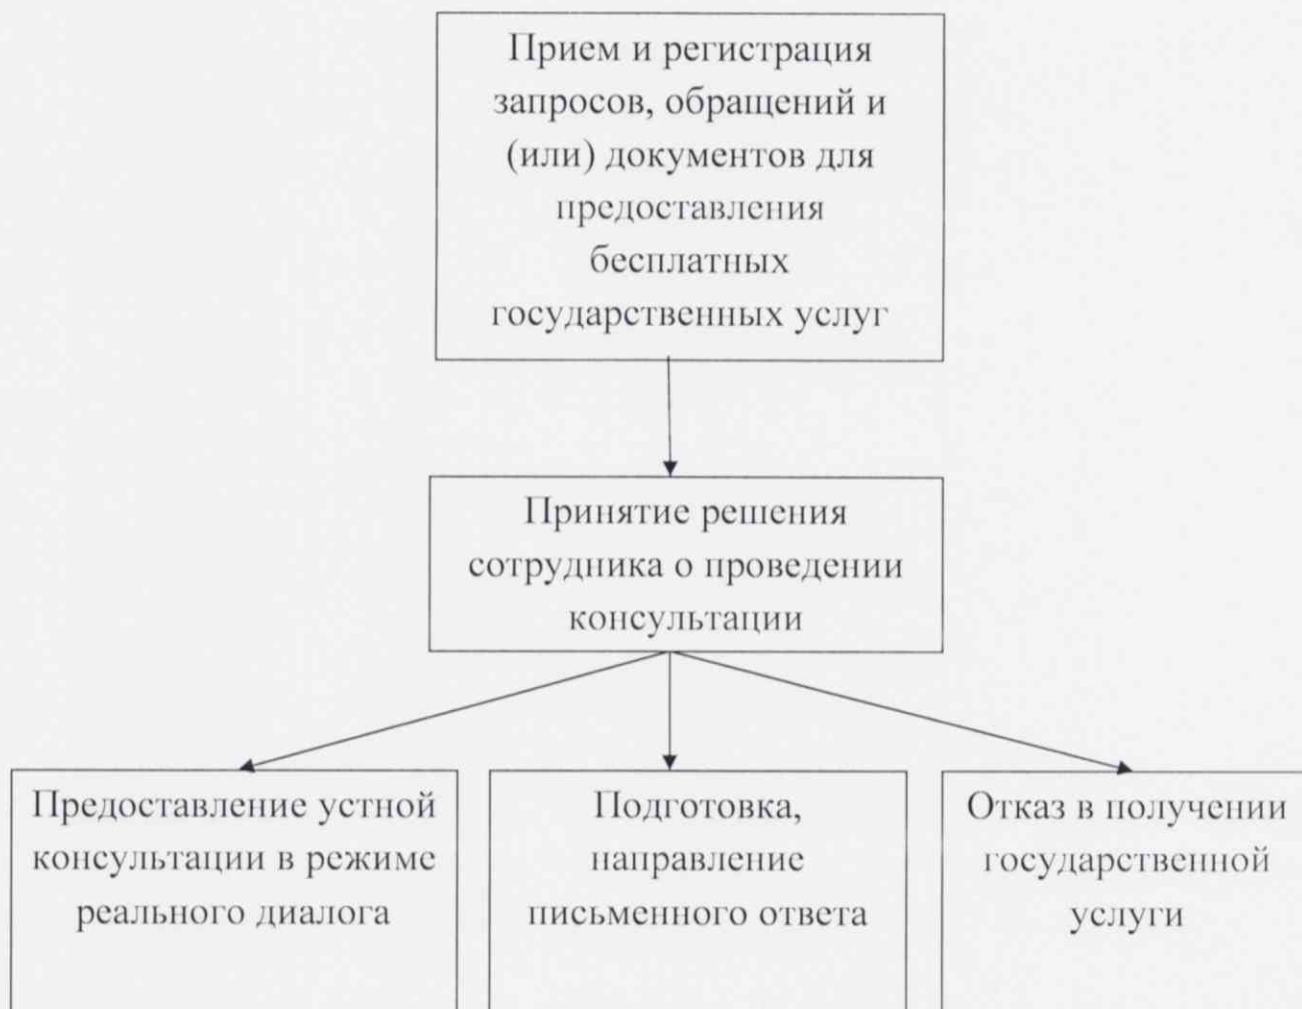 Прием и регистрация
запросов, обращений и
(или) документов для
предоставления
бесплатных
государственных услуг
Принятие решения
сотрудника о проведении
консультации
Предоставление устной
консультации в режиме
реального диалога
Подготовка,
направление
письменного ответа
Отказ в получении
государственной
услуги